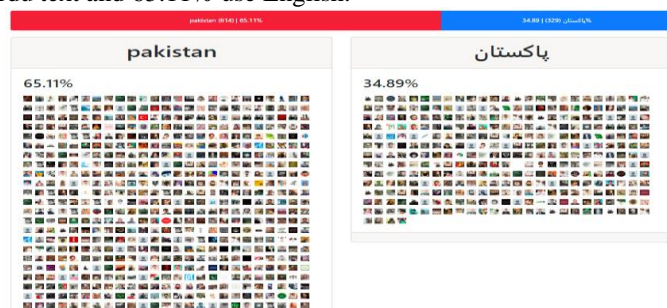 rdu text and 65.11% use English.
pakistan (614) | 65.11%
پاکستان (329) | 34.89%
pakistan
65.11%
پاکستان
34.89%